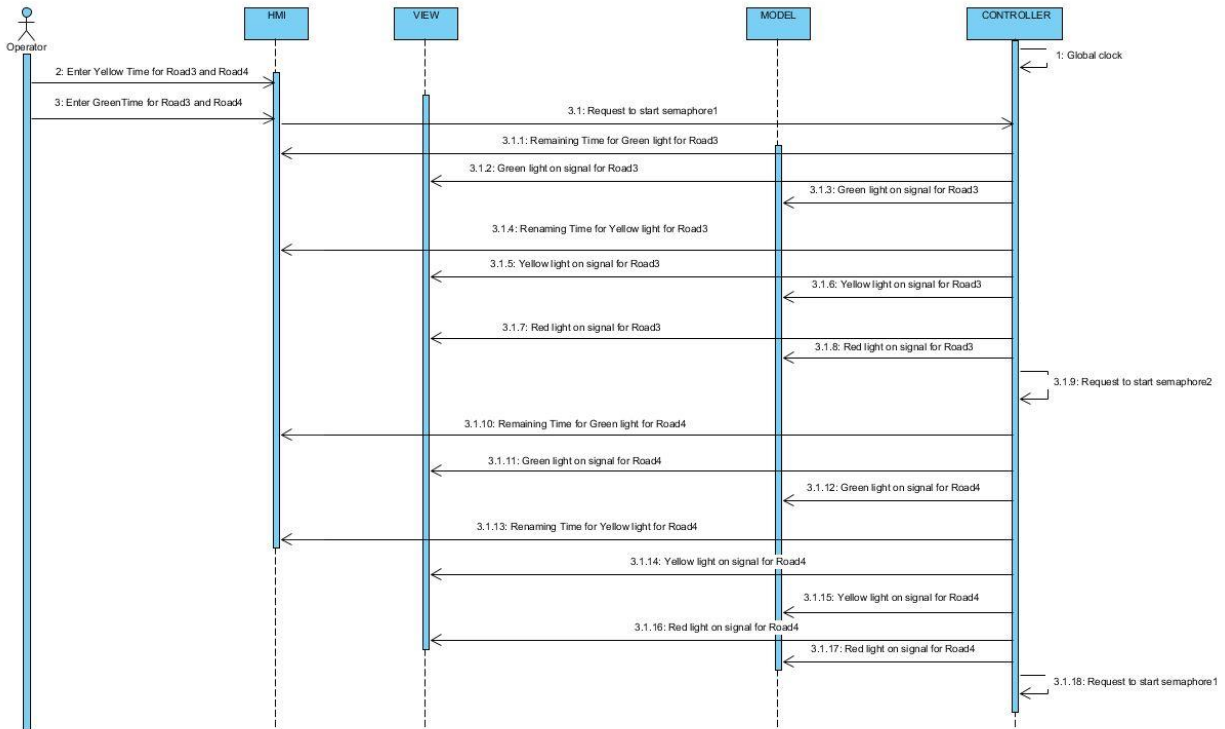 HMI
VIEW
MODEL
CONTROLLER
Operator
1: Global clock
2: Enter Yellow Time for Road3 and Road4
3: Enter GreenTime for Road3 and Road4
3.1: Request to start semaphore1
3.1.1: Remaining Time for Green light for Road3
3.1.2: Green light on signal for Road3
3.1.3: Green light on signal for Road3
3.1.4: Renaming Time for Yellow light for Road3
3.1.5: Yellow light on signal for Road3
3.1.6: Yellow light on signal for Road3
3.1.7: Red light on signal for Road3
3.1.8: Red light on signal for Road3
3.1.9: Request to start semaphore2
3.1.10: Remaining Time for Green light for Road4
3.1.11: Green light on signal for Road4
3.1.12: Green light on signal for Road4
3.1.13: Renaming Time for Yellow light for Road4
3.1.14: Yellow light on signal for Road4
3.1.15: Yellow light on signal for Road4
3.1.16: Red light on signal for Road4
3.1.17: Red light on signal for Road4
3.1.18: Request to start semaphore1